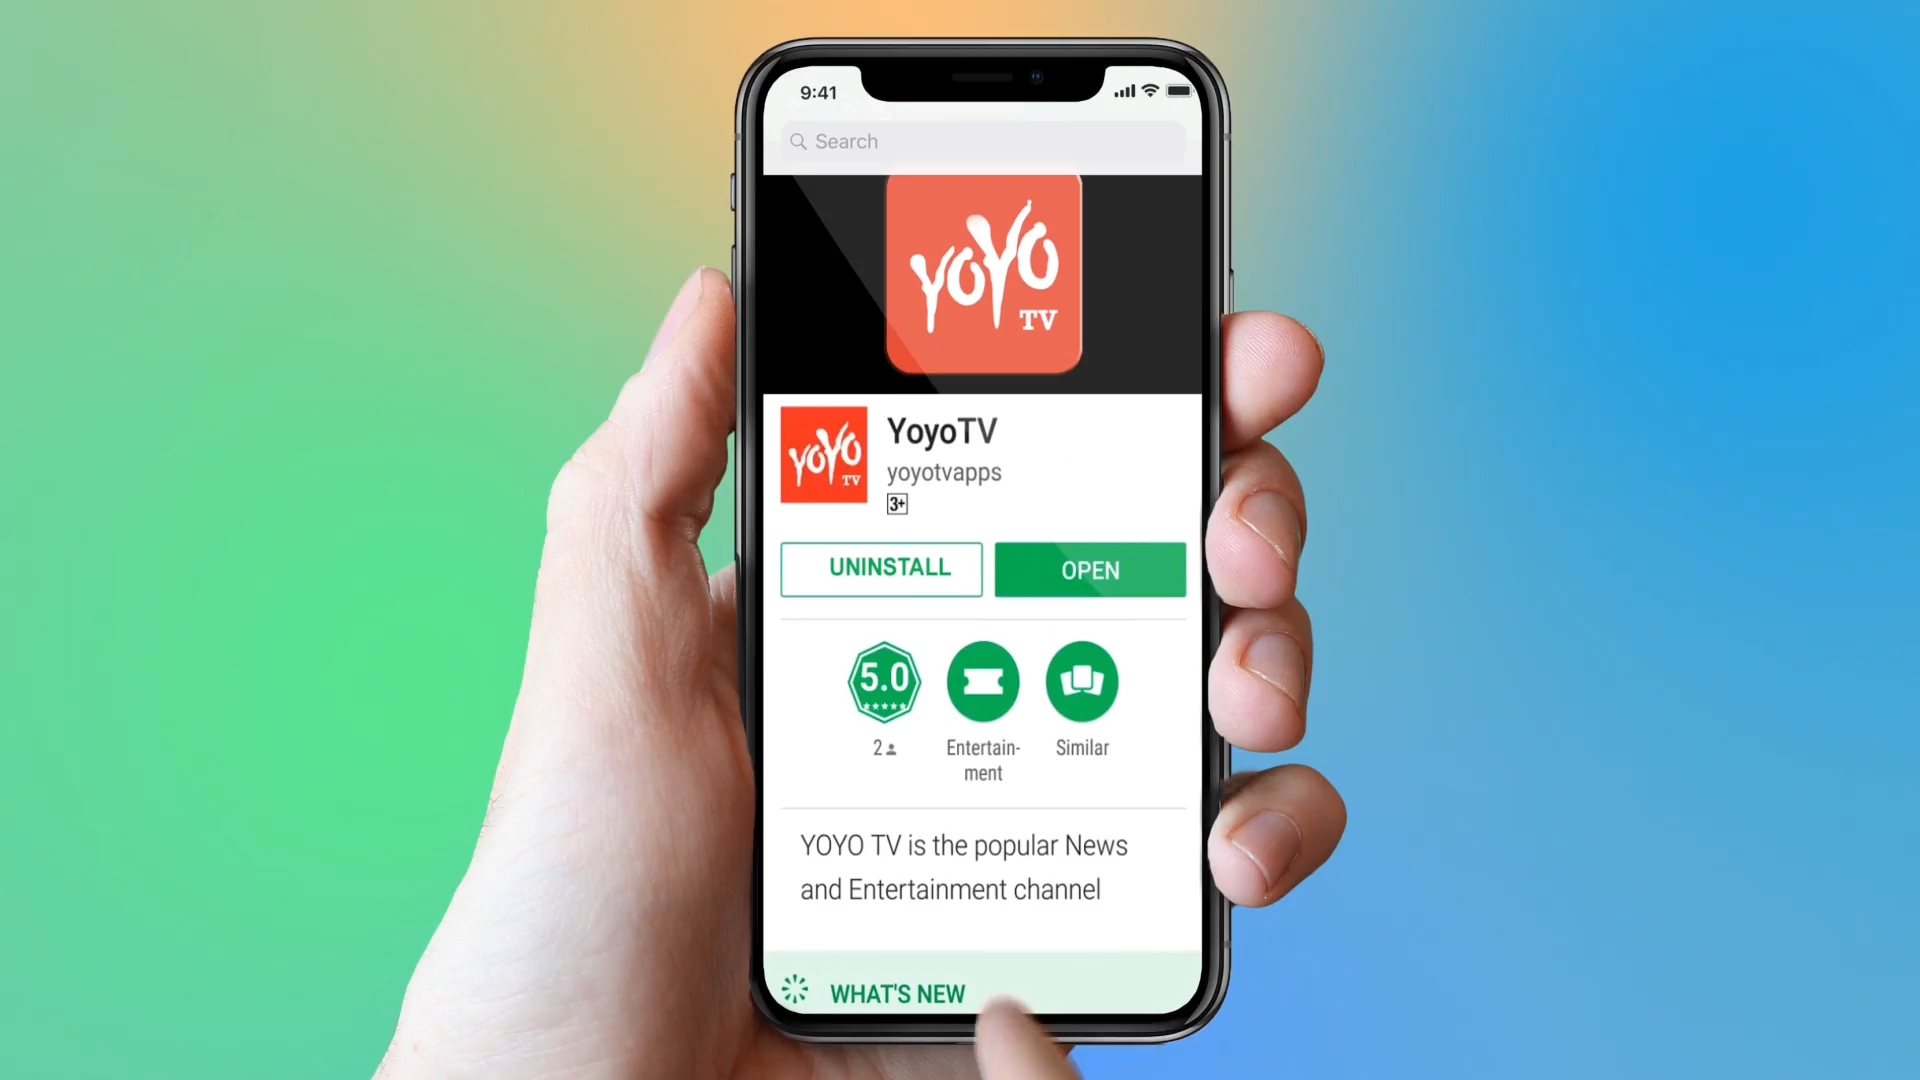 9:41
Search
YOYO
TV
YOYO
TV
YoyoTV
yoyotvapps
3+
UNINSTALL
OPEN
5.0
2
Entertain-
ment
Similar
YOYO TV is the popular News
and Entertainment channel
WHAT'S NEW